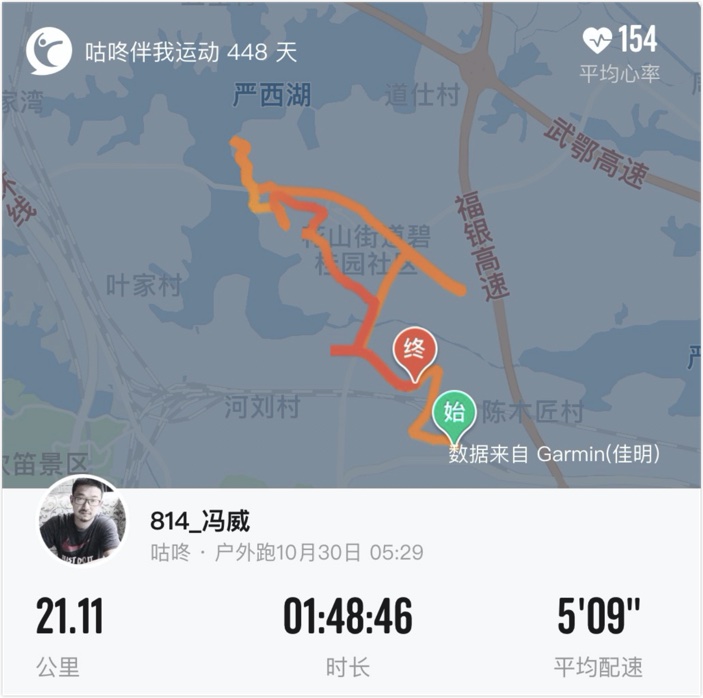 咕咚伴我运动 448 天
154
平均心率
严西湖
道仕村
家湾
武鄂高速
环线
福银高速
花山街道碧
桂园社区
叶家村
终
严
始
河刘村
陈木匠村
吹笛景区
数据来自 Garmin(佳明)
814_冯威
咕咚 · 户外跑10月30日 05:29
21.11
01:48:46
5'09"
公里
时长
平均配速